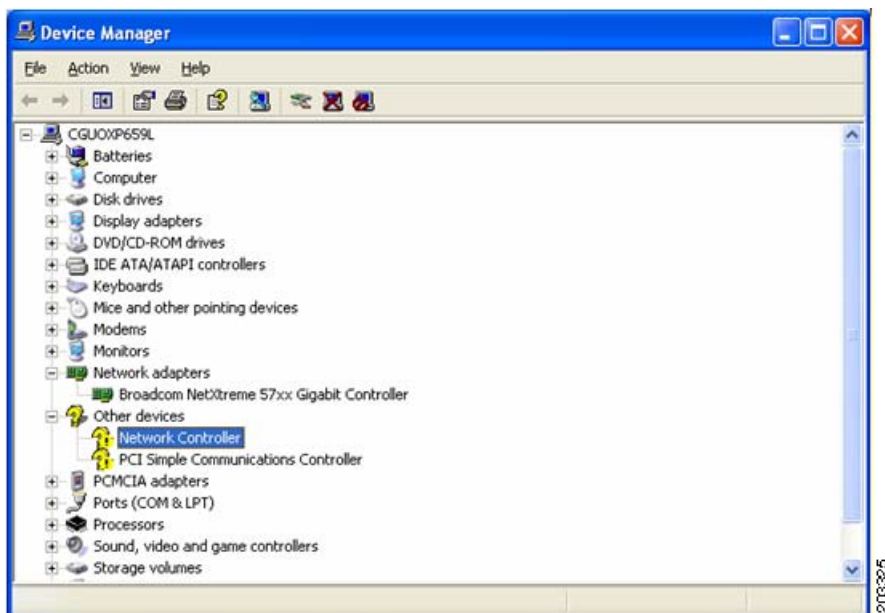 Device Manager
File Action View Help
CGUOXP659L
Batteries
Computer
Disk drives
Display adapters
DVD/CD-ROM drives
IDE ATA/ATAPI controllers
Keyboards
Mice and other pointing devices
Modems
Monitors
Network adapters
Broadcom NetXtreme 57xx Gigabit Controller
Other devices
Network Controller
PCI Simple Communications Controller
PCMCIA adapters
Ports (COM & LPT)
Processors
Sound, video and game controllers
Storage volumes
203325